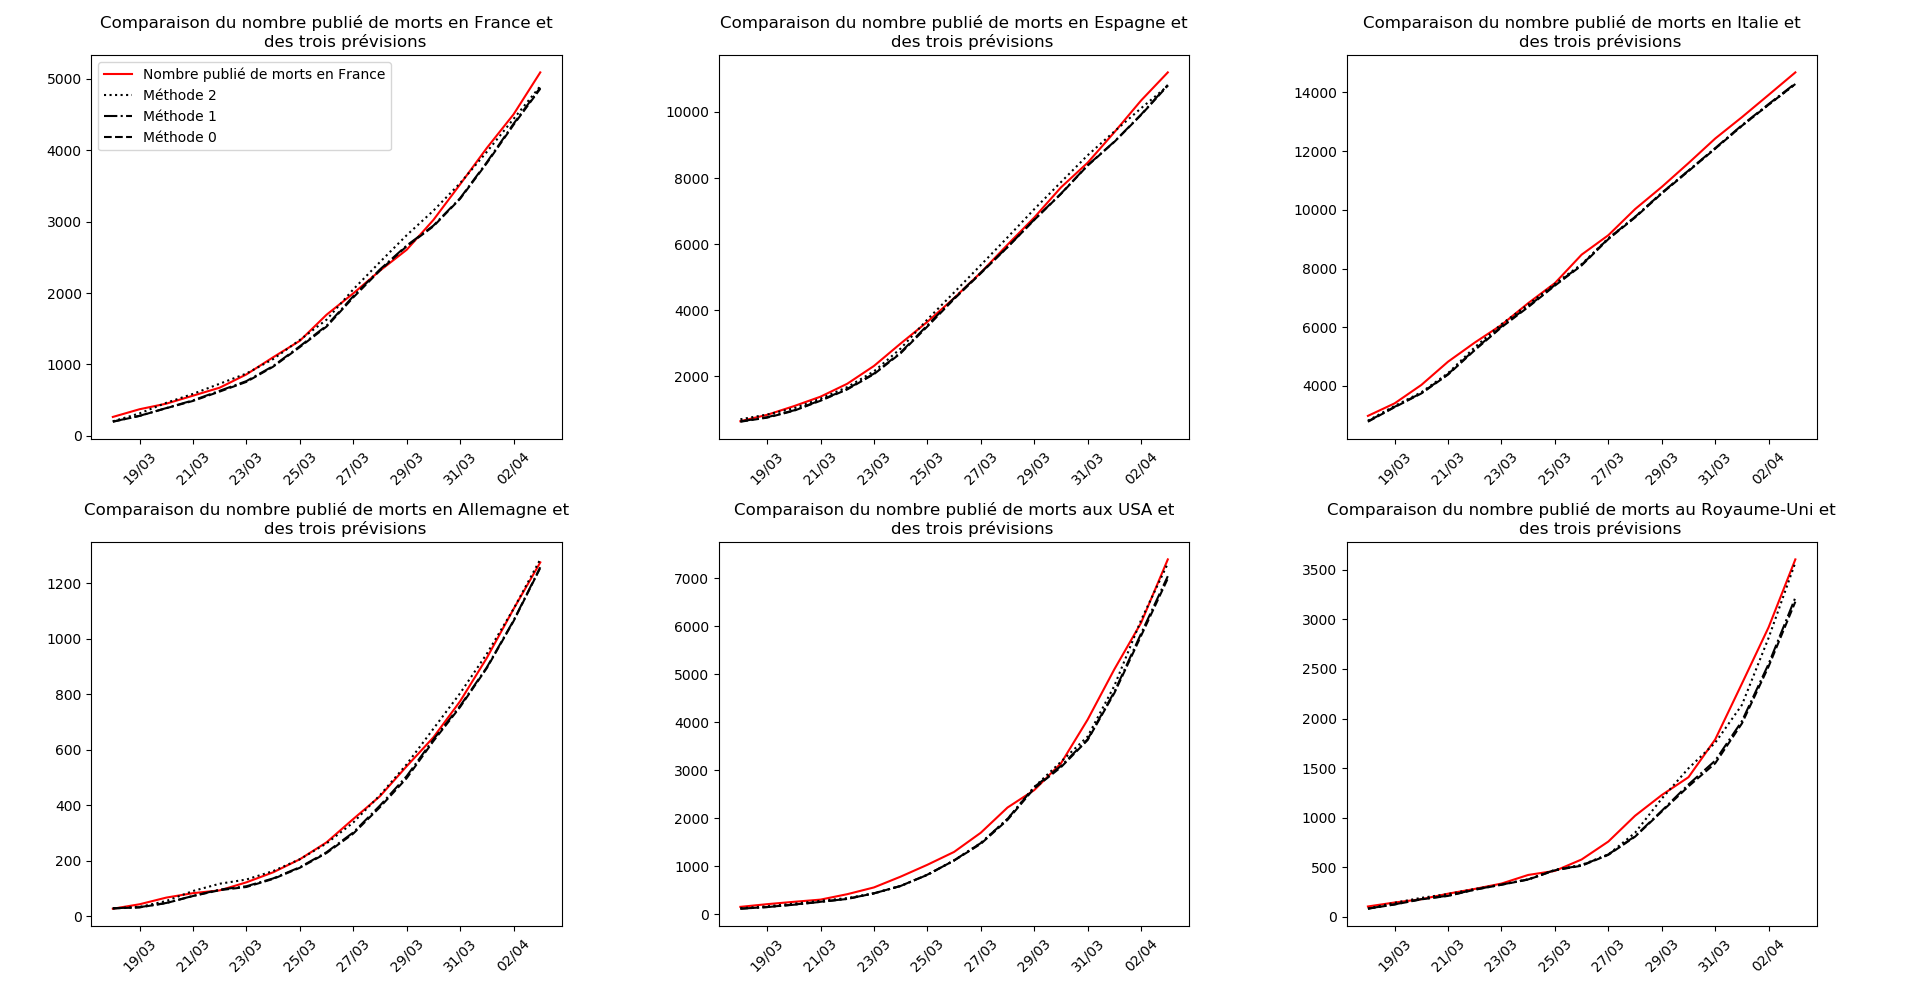 Comparaison du nombre publié de morts en France et
des trois prévisions
5000
4000
3000
2000
1000
0
Nombre publié de morts en France
Méthode 2
Méthode 1
Méthode 0
19/03 21/03 23/03 25/03 27/03 29/03 31/03 02/04
Comparaison du nombre publié de morts en Espagne et
des trois prévisions
10000
8000
6000
4000
2000
19/03 21/03 23/03 25/03 27/03 29/03 31/03 02/04
Comparaison du nombre publié de morts en Italie et
des trois prévisions
14000
12000
10000
8000
6000
4000
19/03 21/03 23/03 25/03 27/03 29/03 31/03 02/04
Comparaison du nombre publié de morts en Allemagne et
des trois prévisions
1200
1000
800
600
400
200
0
19/03 21/03 23/03 25/03 27/03 29/03 31/03 02/04
Comparaison du nombre publié de morts aux USA et
des trois prévisions
7000
6000
5000
4000
3000
2000
1000
0
19/03 21/03 23/03 25/03 27/03 29/03 31/03 02/04
Comparaison du nombre publié de morts au Royaume-Uni et
des trois prévisions
3500
3000
2500
2000
1500
1000
500
0
19/03 21/03 23/03 25/03 27/03 29/03 31/03 02/04